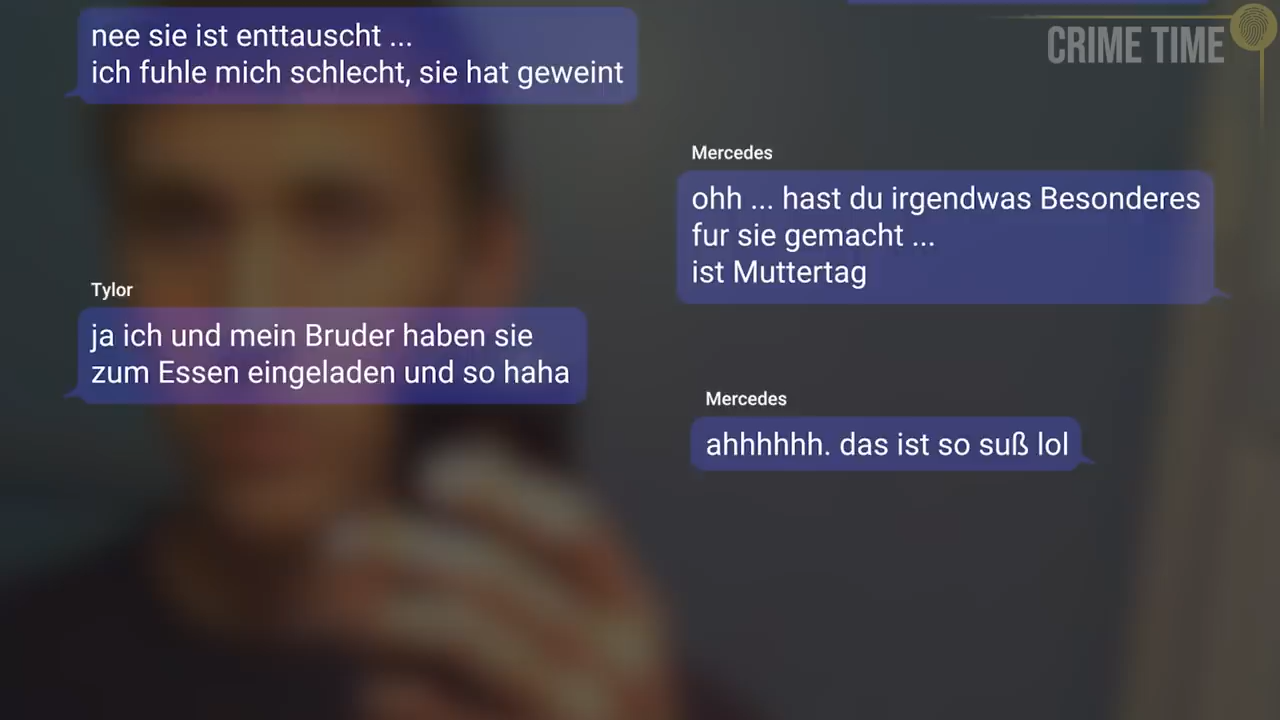 nee sie ist enttauscht ...
ich fuhle mich schlecht, sie hat geweint
CRIME TIME
Mercedes
ohh ... hast du irgendwas Besonderes
fur sie gemacht ...
ist Muttertag
Tylor
ja ich und mein Bruder haben sie
zum Essen eingeladen und so haha
Mercedes
ahhhhhh. das ist so suß lol